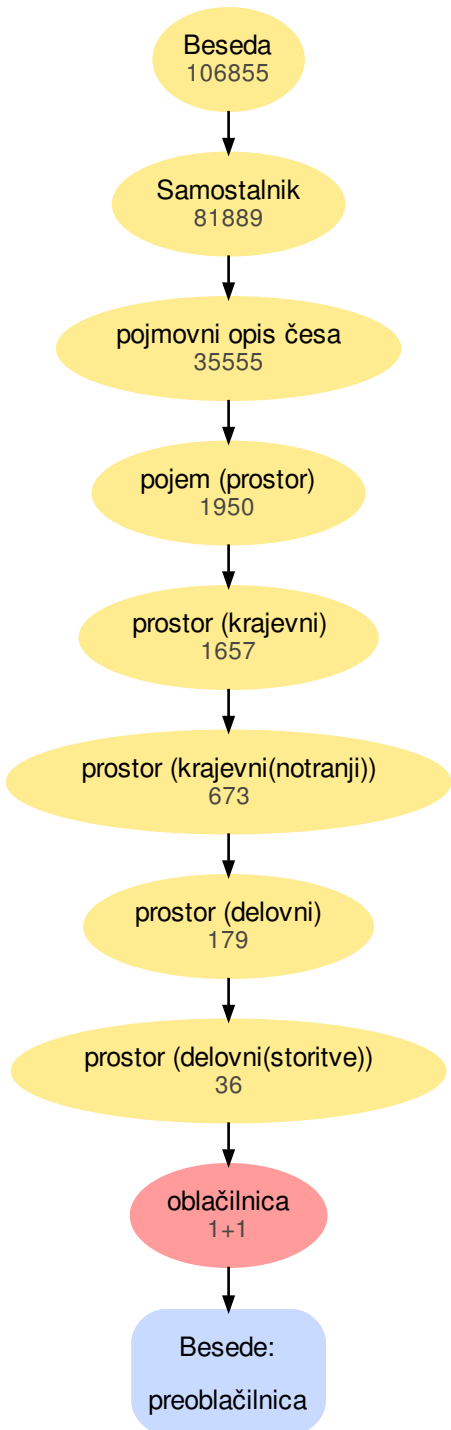 Beseda
106855
Samostalnik
81889
pojmovni opis česa
35555
pojem (prostor)
1950
prostor (krajevni)
1657
prostor (krajevni(notranji))
673
prostor (delovni)
179
prostor (delovni(storitve))
36
oblačilnica
1+1
Besede:
preoblačilnica